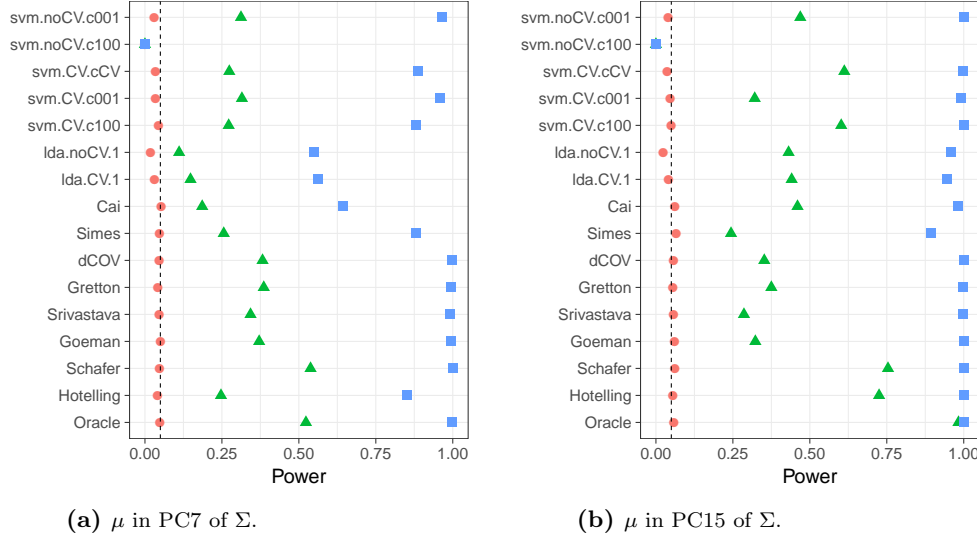 svm.noCV.c001
svm.noCV.c100
svm.CV.cCV
svm.CV.c001
svm.CV.c100
lda.noCV.1
lda.CV.1
Cai
Simes
dCOV
Gretton
Srivastava
Goeman
Schafer
Hotelling
Oracle
0.00 0.25 0.50 0.75 1.00
Power
(a) μ in PC7 of Σ.
svm.noCV.c001
svm.noCV.c100
svm.CV.cCV
svm.CV.c001
svm.CV.c100
lda.noCV.1
lda.CV.1
Cai
Simes
dCOV
Gretton
Srivastava
Goeman
Schafer
Hotelling
Oracle
0.00 0.25 0.50 0.75 1.00
Power
(b) μ in PC15 of Σ.